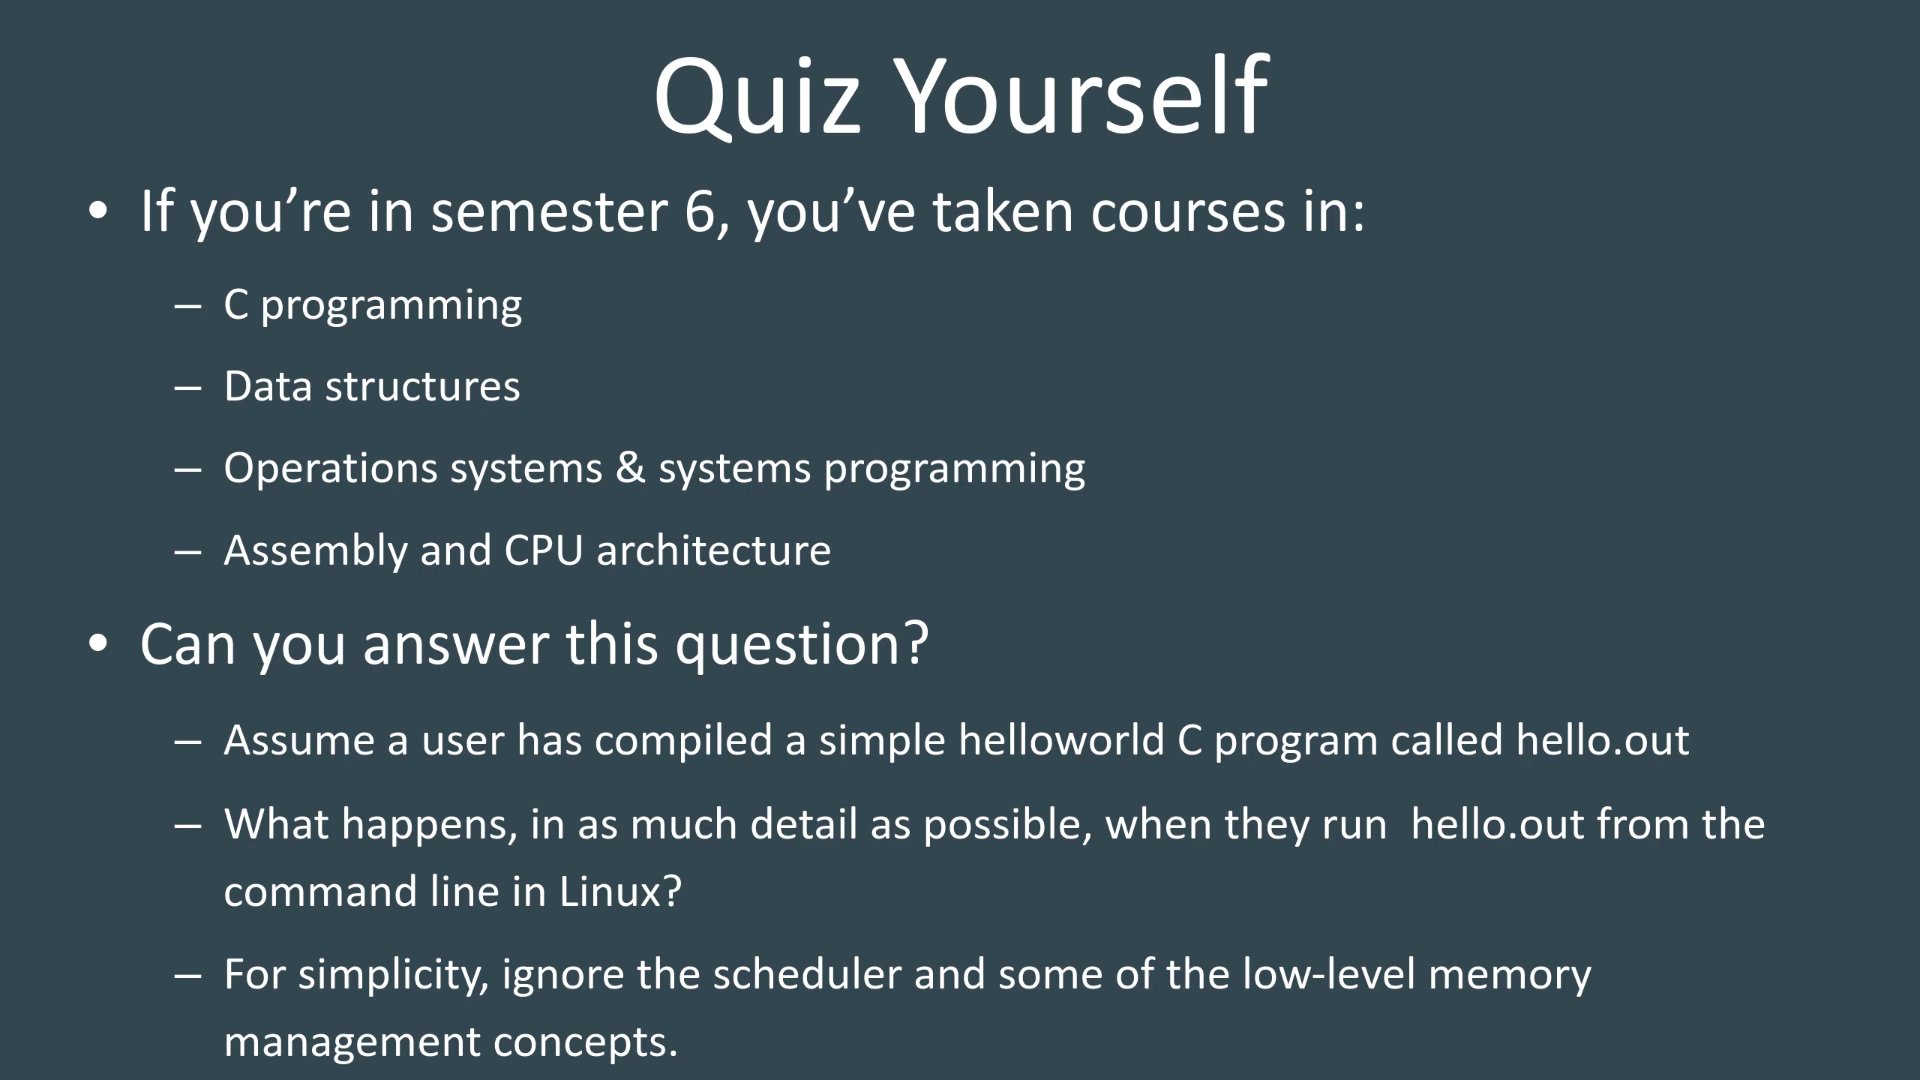 Quiz Yourself
• If you’re in semester 6, you’ve taken courses in:
– C programming
– Data structures
– Operations systems & systems programming
– Assembly and CPU architecture
• Can you answer this question?
– Assume a user has compiled a simple helloworld C program called hello.out
– What happens, in as much detail as possible, when they run  hello.out from the
command line in Linux?
– For simplicity, ignore the scheduler and some of the low-level memory
management concepts.